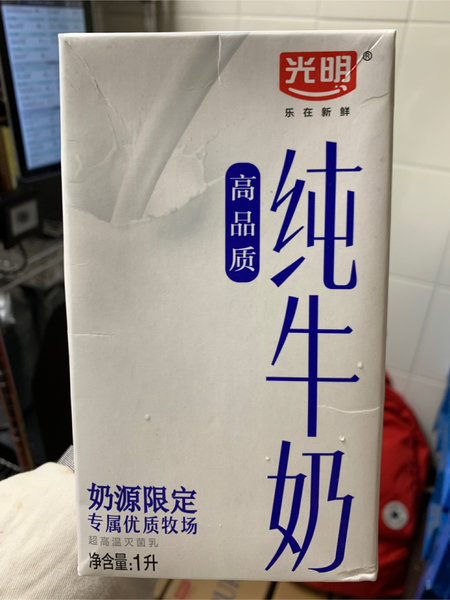 光明®
乐在新鲜
纯牛奶
高品质
奶源限定
专属优质牧场
超高温灭菌乳
净含量:1升